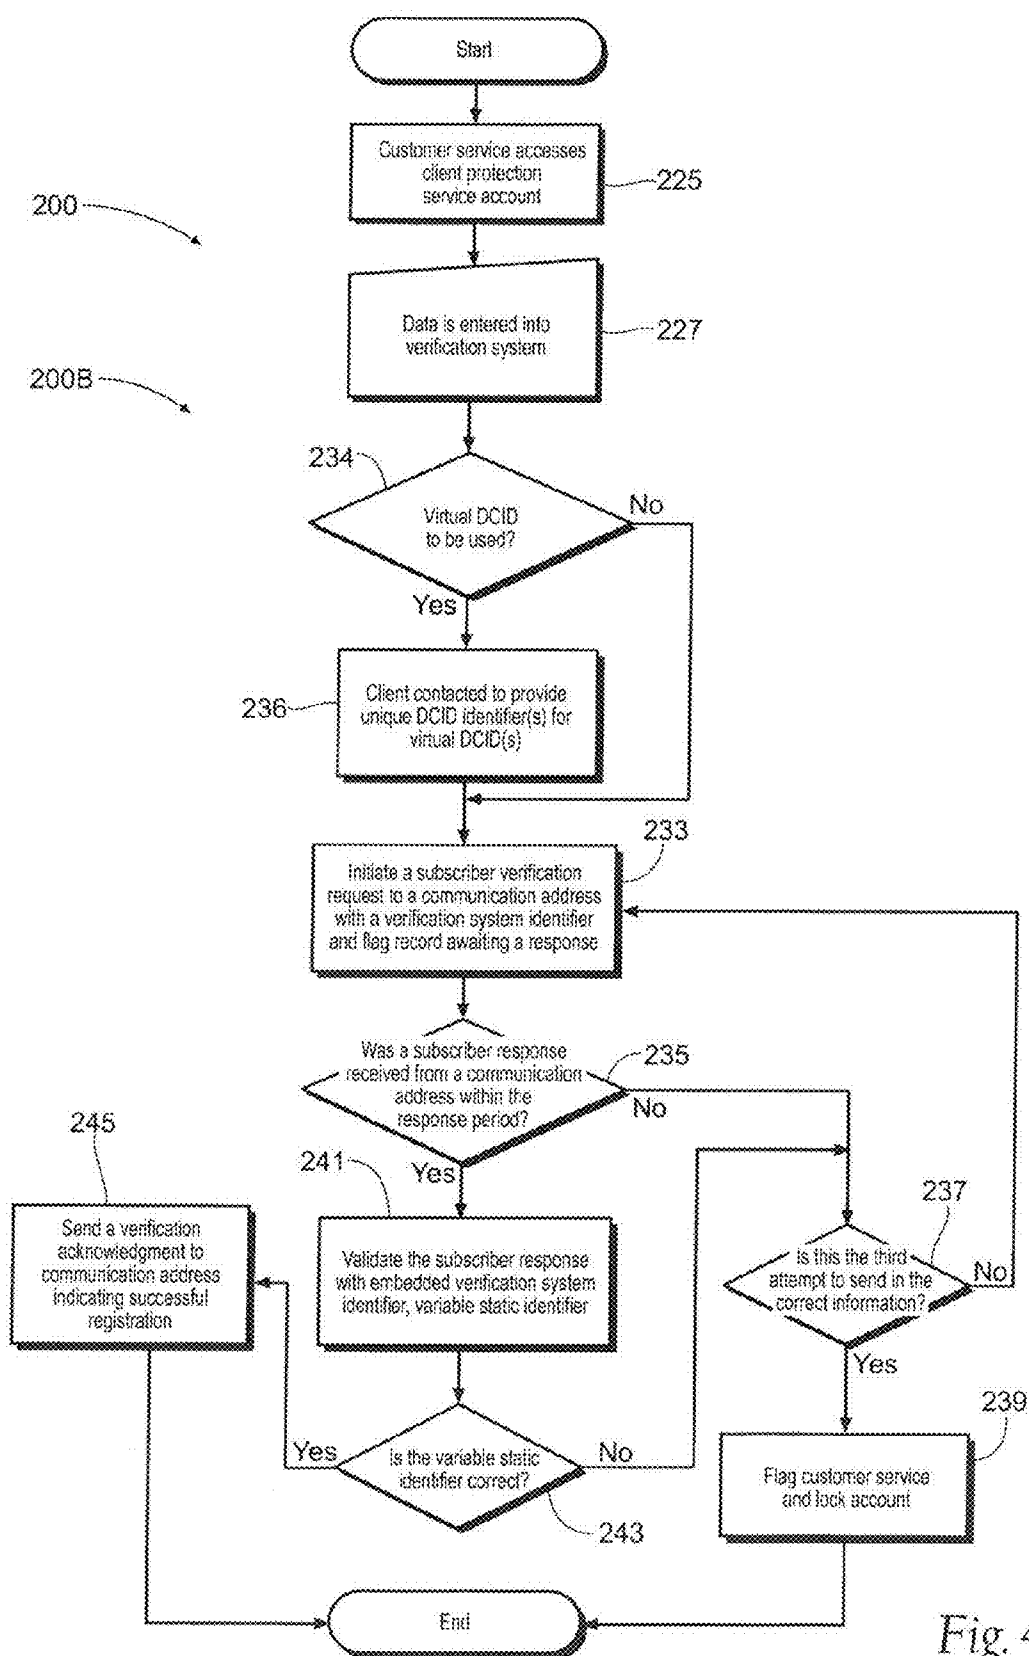 Start
Customer service accesses
client protection
service account
225
200
Data is entered into
verification system
227
200B
234
Virtual DCID
to be used?
No
Yes
236
Client contacted to provide
unique DCID identifier(s) for
virtual DCID(s)
233
Initiate a subscriber verification
request to a communication address
with a verification system identifier
and flag record awaiting a response
Was a subscriber response
received from a communication
address within the
response period?
235
No
Yes
245
Send a verification
acknowledgment to
communication address
indicating successful
registration
241
Validate the subscriber response
with embedded verification system
identifier, variable static identifier
237
Is this the third
attempt to send in the
correct information?
No
Yes
Yes
Is the variable static
identifier correct?
No
243
239
Flag customer service
and lock account
End
Fig.